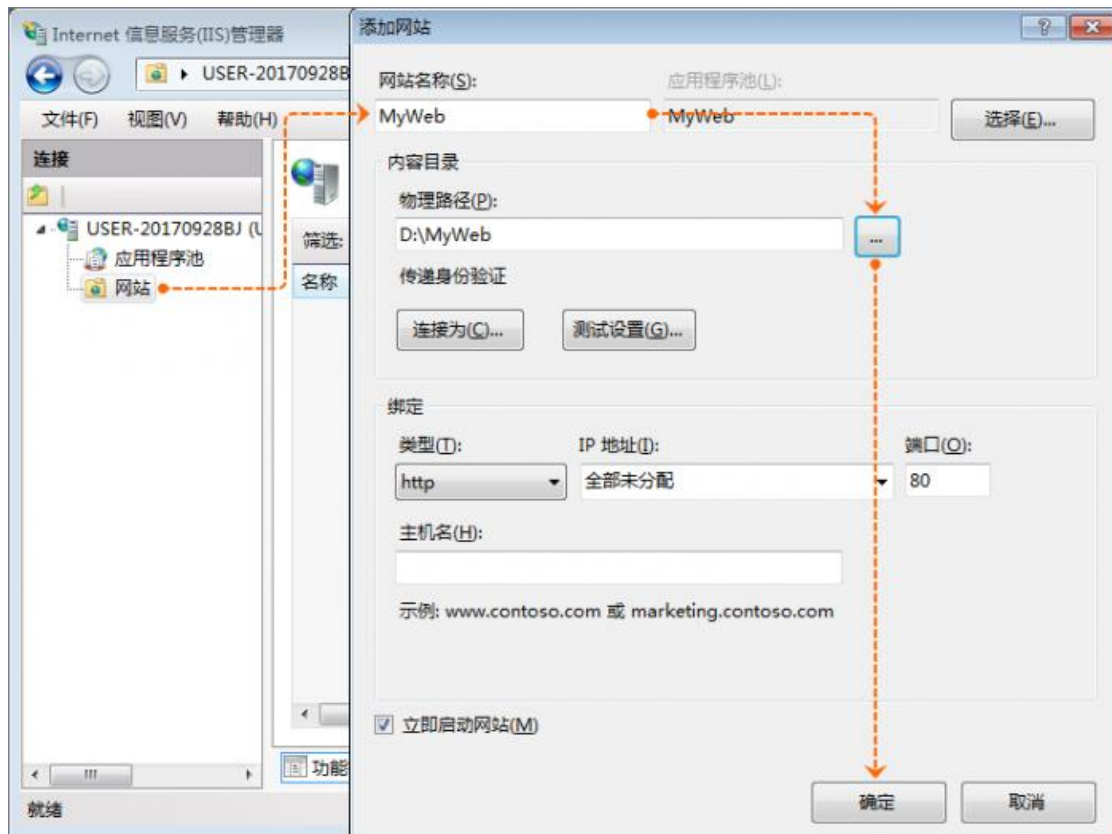 Internet 信息服务(IIS)管理器
USER-20170928B
文件(F) 视图(V) 帮助(H)
连接
USER-20170928BJ (U
应用程序池
网站
就绪
筛选:
名称
功能
添加网站
网站名称(S): 应用程序池(L):
MyWeb MyWeb 选择(E)...
内容目录
物理路径(P):
D:\MyWeb ...
传递身份验证
连接为(C)... 测试设置(G)...
绑定
类型(T): IP 地址(I): 端口(O):
http 全部未分配 80
主机名(H):
示例: www.contoso.com 或 marketing.contoso.com
立即启动网站(M)
确定 取消